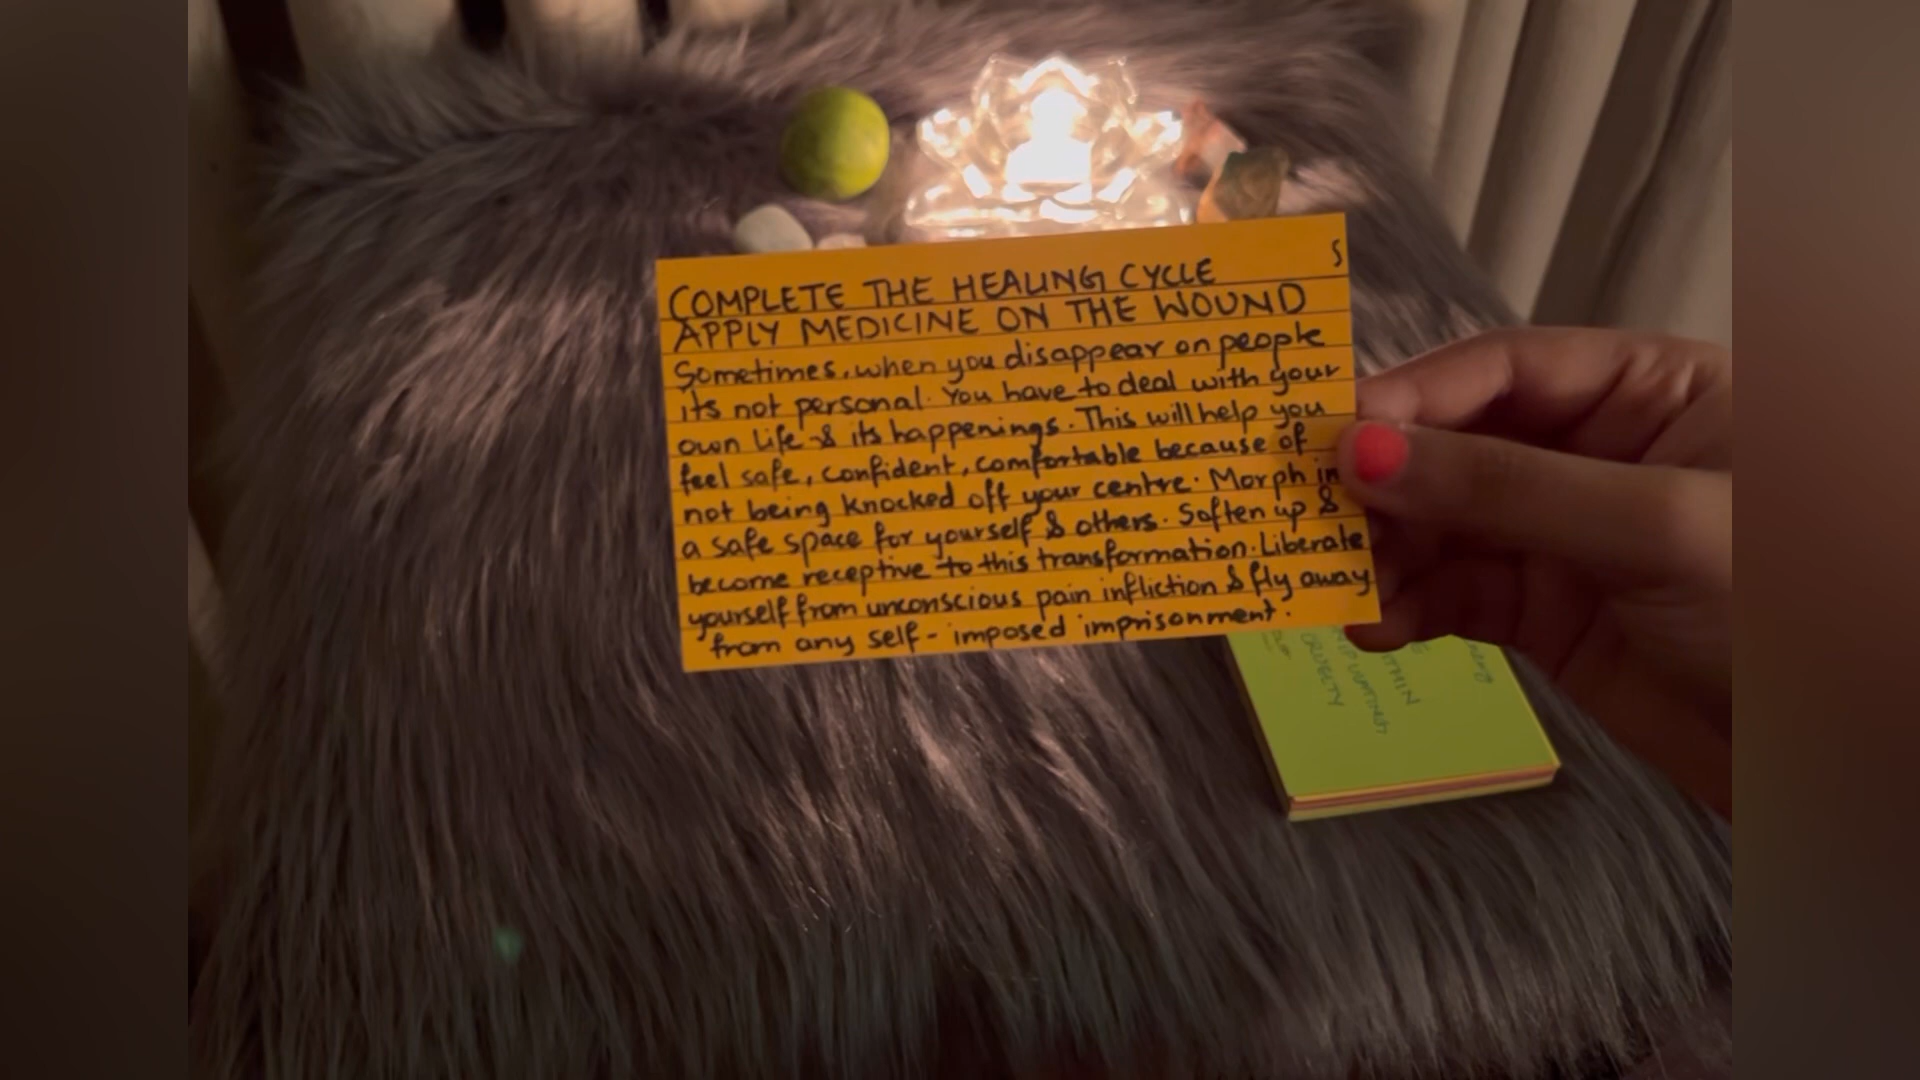 S
COMPLETE THE HEALING CYCLE
APPLY MEDICINE ON THE WOUND
Sometimes, when you disappear on people
its not personal. You have to deal with your
own life & its happenings. This will help you
feel safe, confident, comfortable because of
not being knocked off your centre. Morph in
a safe space for yourself & others. Soften up &
become receptive to this transformation. Liberate
yourself from unconscious pain infliction & fly away
from any self-imposed imprisonment.
CRUELTY